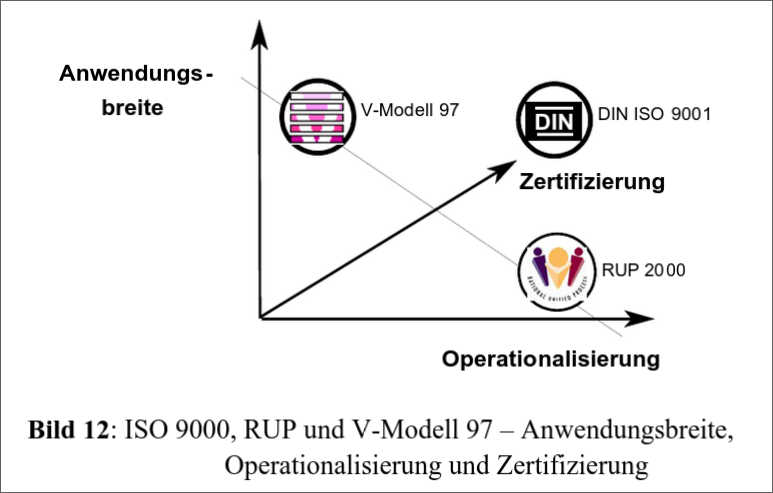 Anwendungs-
breite
V-Modell 97
DIN
DIN ISO 9001
Zertifizierung
RUP 2000
RATIONAL UNIFIED PROCESS
Operationalisierung
Bild 12: ISO 9000, RUP und V-Modell 97 – Anwendungsbreite,
Operationalisierung und Zertifizierung